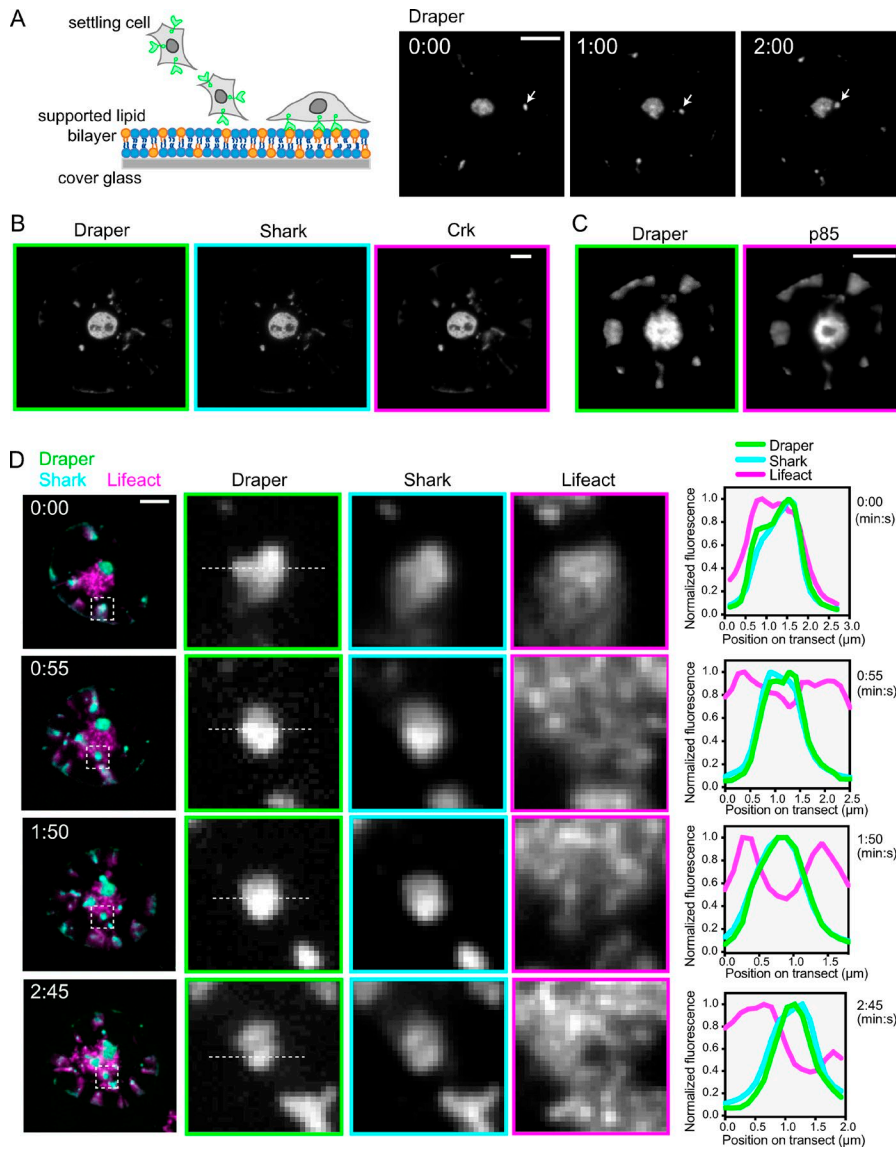 A
settling cell
supported lipid
bilayer
cover glass
Draper
0:00
1:00
2:00
B
Draper
Shark
Crk
C
Draper
p85
D
Draper
Shark Lifeact
Draper
Shark
Lifeact
Draper
Shark
Lifeact
0:00
Normalized fluorescence
1.0
0.8
0.6
0.4
0.2
0.0
0.0 0.5 1.0 1.5 2.0 2.5 3.0
Position on transect (µm)
0:00
(min:s)
0:55
Normalized fluorescence
1.0
0.8
0.6
0.4
0.2
0.0
0.0 0.5 1.0 1.5 2.0 2.5
Position on transect (µm)
0:55
(min:s)
1:50
Normalized fluorescence
1.0
0.8
0.6
0.4
0.2
0.0
0.0 0.5 1.0 1.5
Position on transect (µm)
1:50
(min:s)
2:45
Normalized fluorescence
1.0
0.8
0.6
0.4
0.2
0.0
0.0 0.5 1.0 1.5 2.0
Position on transect (µm)
2:45
(min:s)